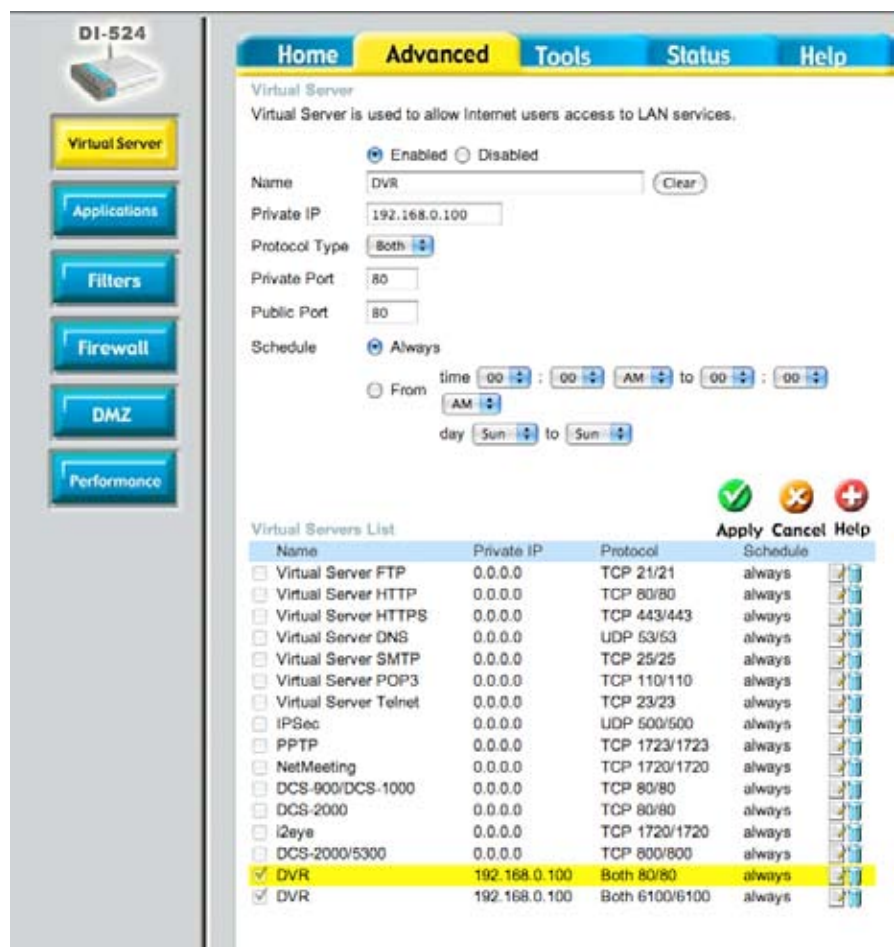 DI-524
Home Advanced Tools Status Help
Virtual Server
Applications
Filters
Firewall
DMZ
Performance
Virtual Server
Virtual Server is used to allow Internet users access to LAN services.
Enabled Disabled
Name DVR Clear
Private IP 192.168.0.100
Protocol Type Both
Private Port 80
Public Port 80
Schedule Always
From time 00 : 00 AM to 00 : 00
AM
day Sun to Sun
Apply Cancel Help
Virtual Servers List
Name Private IP Protocol Schedule
Virtual Server FTP 0.0.0.0 TCP 21/21 always
Virtual Server HTTP 0.0.0.0 TCP 80/80 always
Virtual Server HTTPS 0.0.0.0 TCP 443/443 always
Virtual Server DNS 0.0.0.0 UDP 53/53 always
Virtual Server SMTP 0.0.0.0 TCP 25/25 always
Virtual Server POP3 0.0.0.0 TCP 110/110 always
Virtual Server Telnet 0.0.0.0 TCP 23/23 always
IPSec 0.0.0.0 UDP 500/500 always
PPTP 0.0.0.0 TCP 1723/1723 always
NetMeeting 0.0.0.0 TCP 1720/1720 always
DCS-900/DCS-1000 0.0.0.0 TCP 80/80 always
DCS-2000 0.0.0.0 TCP 80/80 always
i2eye 0.0.0.0 TCP 1720/1720 always
DCS-2000/5300 0.0.0.0 TCP 800/800 always
DVR 192.168.0.100 Both 80/80 always
DVR 192.168.0.100 Both 6100/6100 always